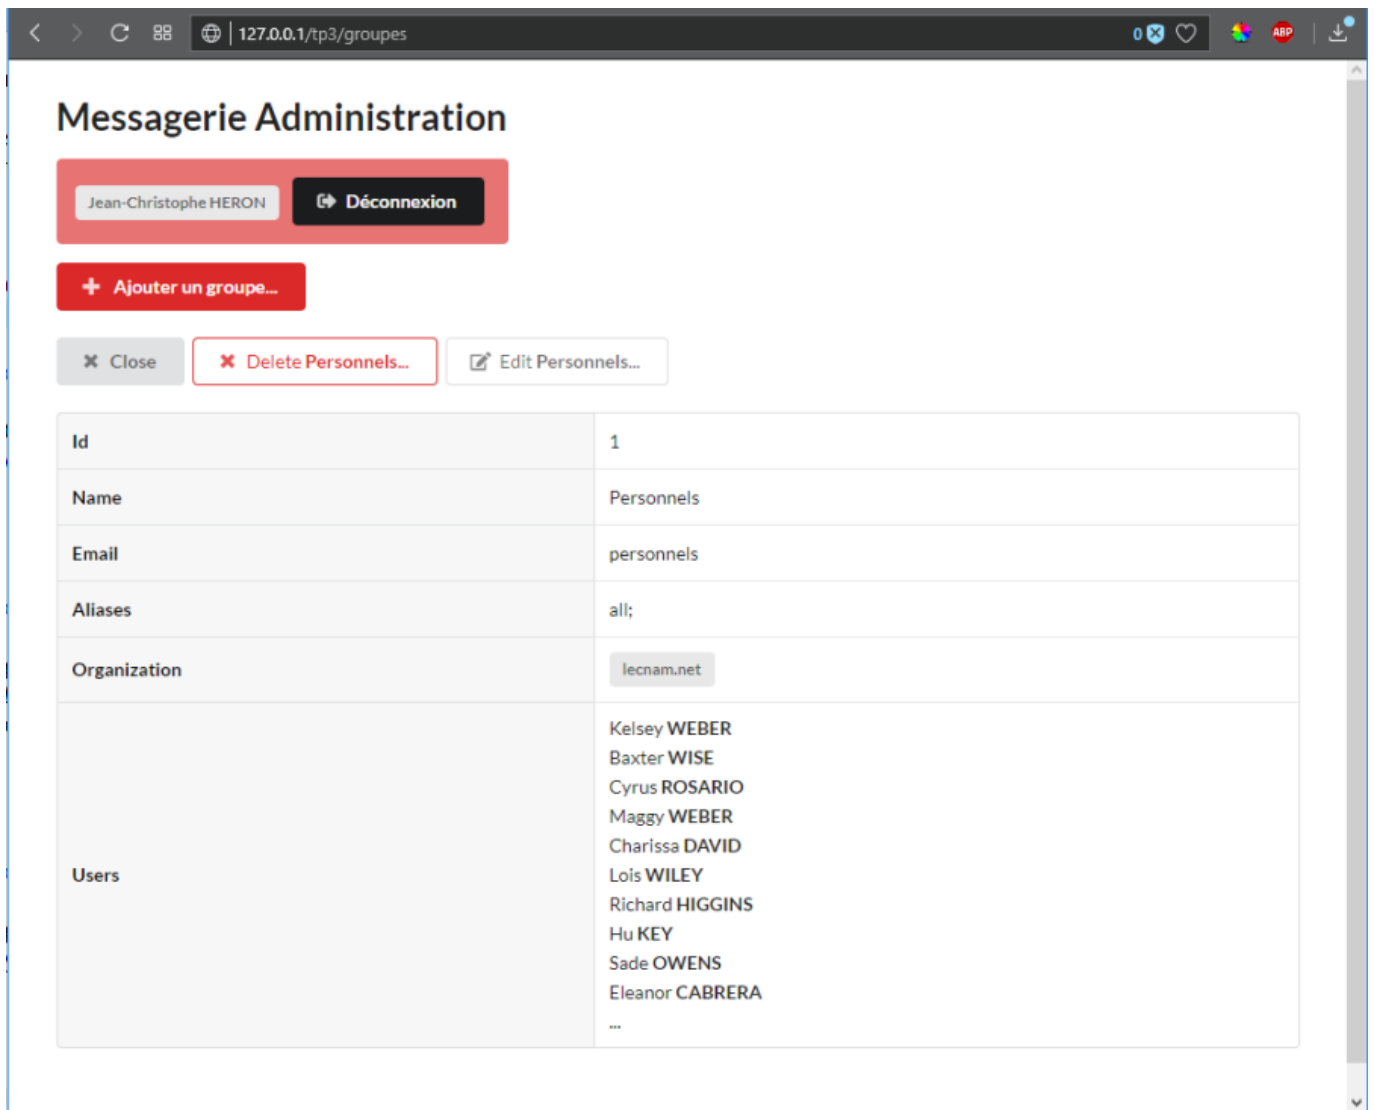 127.0.0.1/tp3/groupes 0 ABP
Messagerie Administration
Jean-Christophe HERON Déconnexion
Ajouter un groupe...
Close Delete Personnels... Edit Personnels...
Id 1
Name Personnels
Email personnels
Aliases all;
Organization lecnam.net
Users
Kelsey WEBER
Baxter WISE
Cyrus ROSARIO
Maggy WEBER
Charissa DAVID
Lois WILEY
Richard HIGGINS
Hu KEY
Sade OWENS
Eleanor CABRERA
...